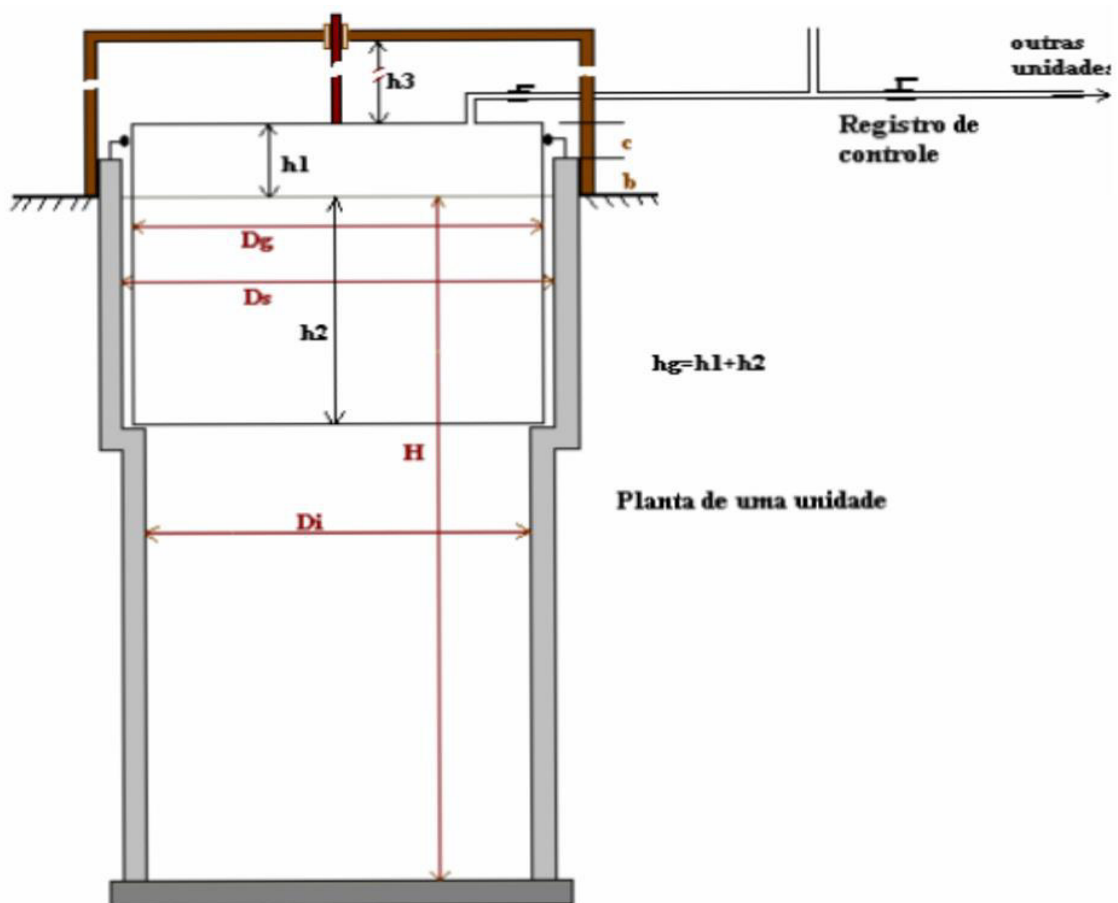 h3
outras
unidades
Registro de
controle
c
h1
b
Dg
Ds
h2
hg=h1+h2
H
Planta de uma unidade
Di